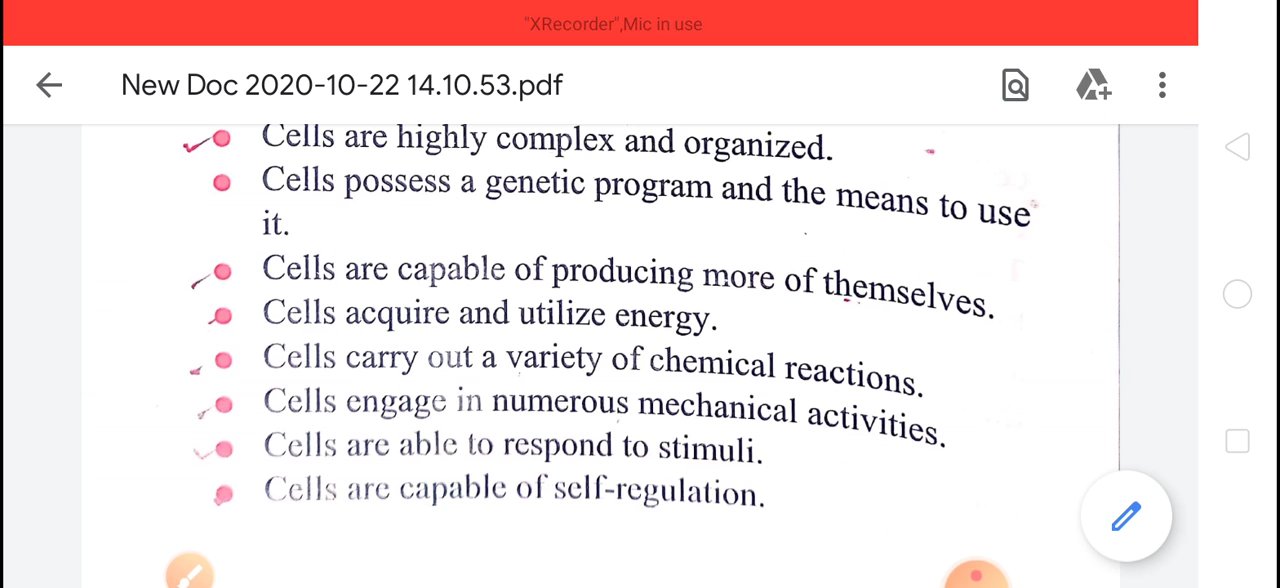 "XRecorder",Mic in use
New Doc 2020-10-22 14.10.53.pdf
Cells are highly complex and organized.
Cells possess a genetic program and the means to use
it.
Cells are capable of producing more of themselves.
Cells acquire and utilize energy.
Cells carry out a variety of chemical reactions.
Cells engage in numerous mechanical activities.
Cells are able to respond to stimuli.
Cells are capable of self-regulation.